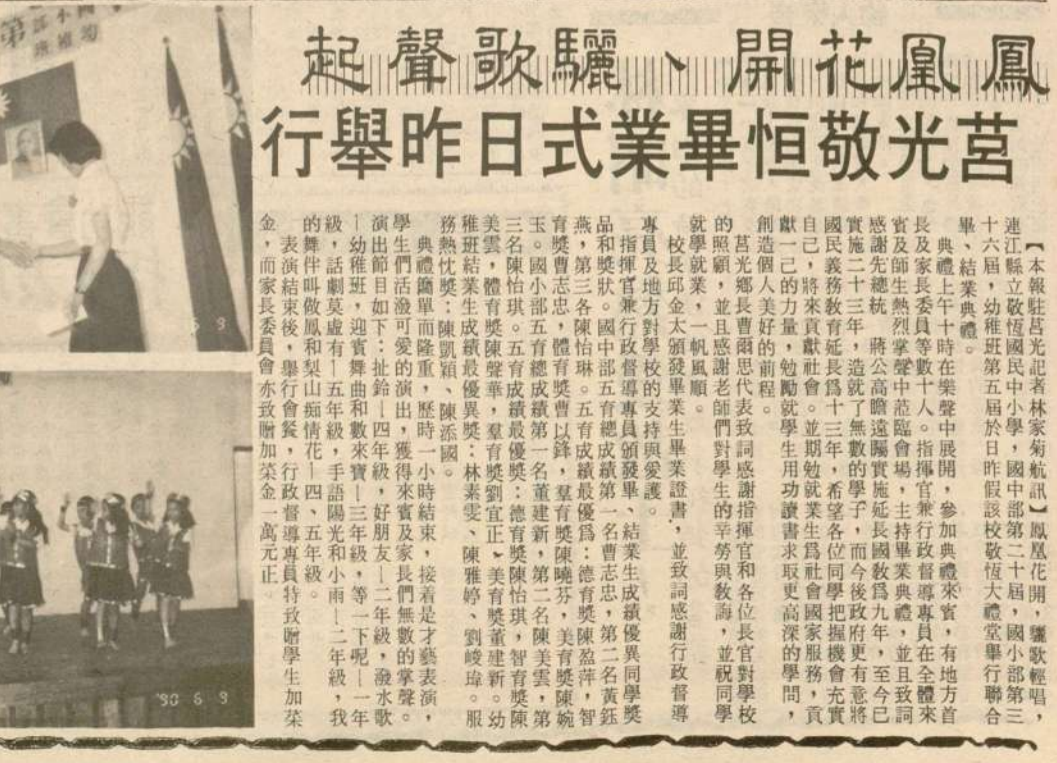 鳳凰花開、驪歌聲起
莒光敬恒畢業式日昨舉行
【本報駐莒光記者林家菊航訊】鳳凰花開,驪歌輕唱,
連江縣立敬恆國民中小學,國中部第二十屆,國小部第三
十六屆,幼稚班第五屆於日昨假該校敬恆大禮堂舉行聯合
畢、結業典禮。
典禮上午十時在樂聲中展開,參加典禮來賓,有地方首
長及家長委員等數十人。指揮官兼行政督導專員在全體來
賓及師生熱烈掌聲中蒞臨會場,主持畢業典禮,並且致詞
感謝先總統 蔣公高瞻遠矚實施延長國教爲九年,至今已
實施二十三年,造就了無數的學子,而今後政府更有意將
國民義務教育延長爲十三年,希望各位同學把握機會充實
自己,將來貢獻社會。並期勉就業生爲社會國家服務,貢
獻一己的力量,勉勵就學生用功讀書求取更高深的學問,
創造個人美好的前程。
莒光鄉長曹爾思代表致詞感謝指揮官和各位長官對學校
的照顧,並且感謝老師們對學生的辛勞與教誨,並祝同學
就學就業,一帆風順。
校長邱金太頒發畢業生畢業證書,並致詞感謝行政督導
專員及地方對學校的支持與愛護。
指揮官兼行政督導專員頒發畢、結業生成績優異同學獎
品和獎狀。國中部五育總成績第一名曹志忠,第二名黃鈺
燕,第三各陳怡琳。五育成績最優爲:德育獎陳盈萍,智
育獎曹志忠,體育獎曹以鋒,羣育獎陳曉芬,美育獎陳婉
玉。國小部五育總成績第一名董建新,第二名陳美雲,第
三名陳怡琪。五育成績最優獎:德育獎陳怡琪,智育獎陳
美雲,體育獎陳聲華,羣育獎劉宜正、美育獎董建新。幼
稚班結業生成績最優異獎:林素雯、陳雅婷、劉峻瑋。服
務熱忱獎:陳凱穎、陳添國。
典禮簡單而隆重,歷時一小時結束,接着是才藝表演,
學生們活潑可愛的演出,獲得來賓及家長們無數的掌聲。
演出節目如下:扯鈴—四年級,好朋友—二年級,潑水歌
—幼稚班,迎賓舞曲和數來寶—三年級,等一下呢—一年
級,話劇莫虛有—五年級,手語陽光和小雨—二年級,我
的舞伴叫做鳳和梨山痴情花—四、五年級。
表演結束後,舉行會餐,行政督導專員特致贈學生加菜
金,而家長委員會亦致贈加菜金一萬元正。
第
'90 6 9